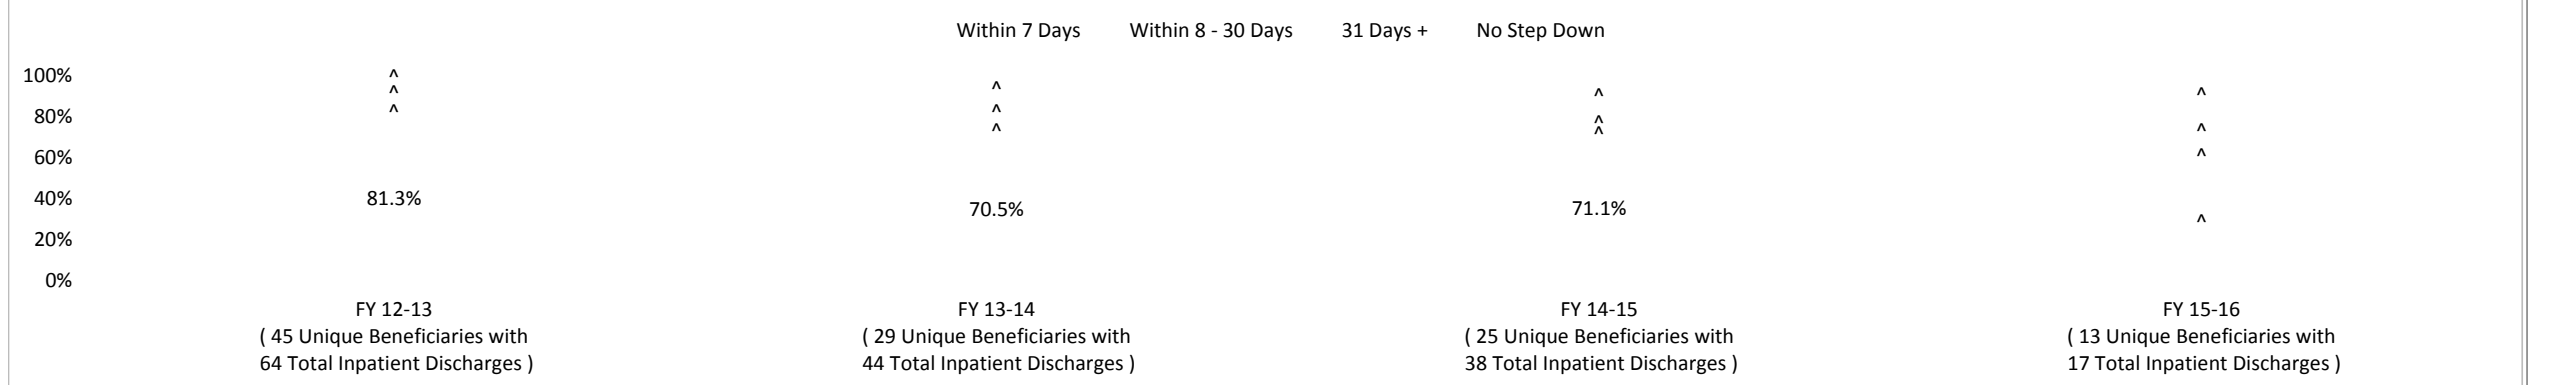 Within 7 Days Within 8 - 30 Days 31 Days + No Step Down
100%
80%
60%
40%
20%
0%
^
^
^
81.3%
^
^
^
70.5%
^
^
^
71.1%
^
^
^
^
FY 12-13
( 45 Unique Beneficiaries with
64 Total Inpatient Discharges )
FY 13-14
( 29 Unique Beneficiaries with
44 Total Inpatient Discharges )
FY 14-15
( 25 Unique Beneficiaries with
38 Total Inpatient Discharges )
FY 15-16
( 13 Unique Beneficiaries with
17 Total Inpatient Discharges )